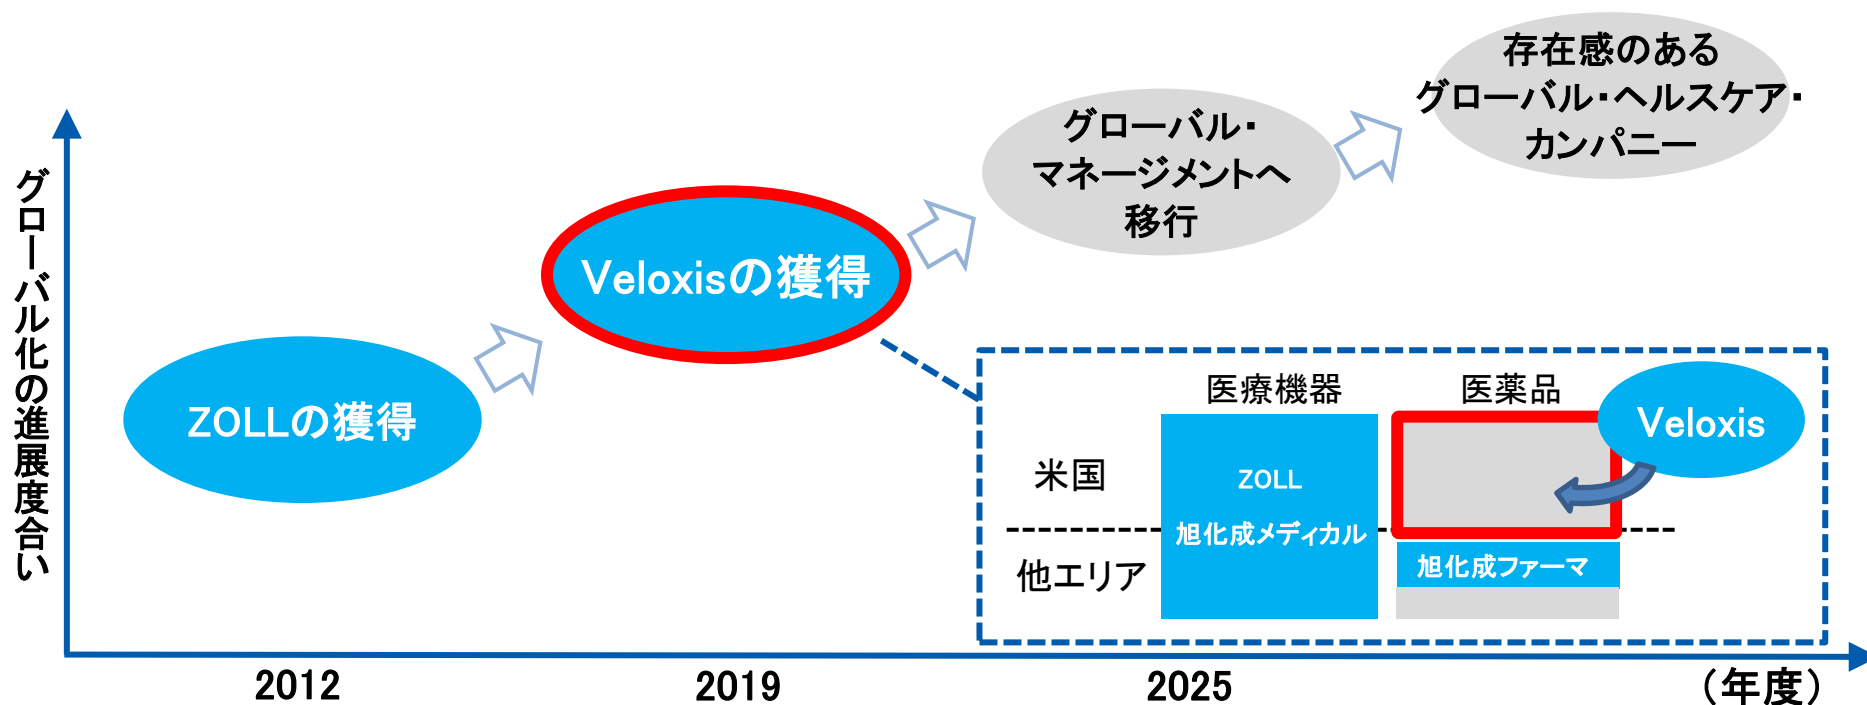 存在感のある
グローバル・ヘルスケア・
カンパニー
グローバル・
マネージメントへ
移行
Veloxisの獲得
ZOLLの獲得
グローバル化の進展度合い
医療機器
医薬品
Veloxis
米国
ZOLL
旭化成メディカル
他エリア
旭化成ファーマ
2012
2019
2025
（年度）